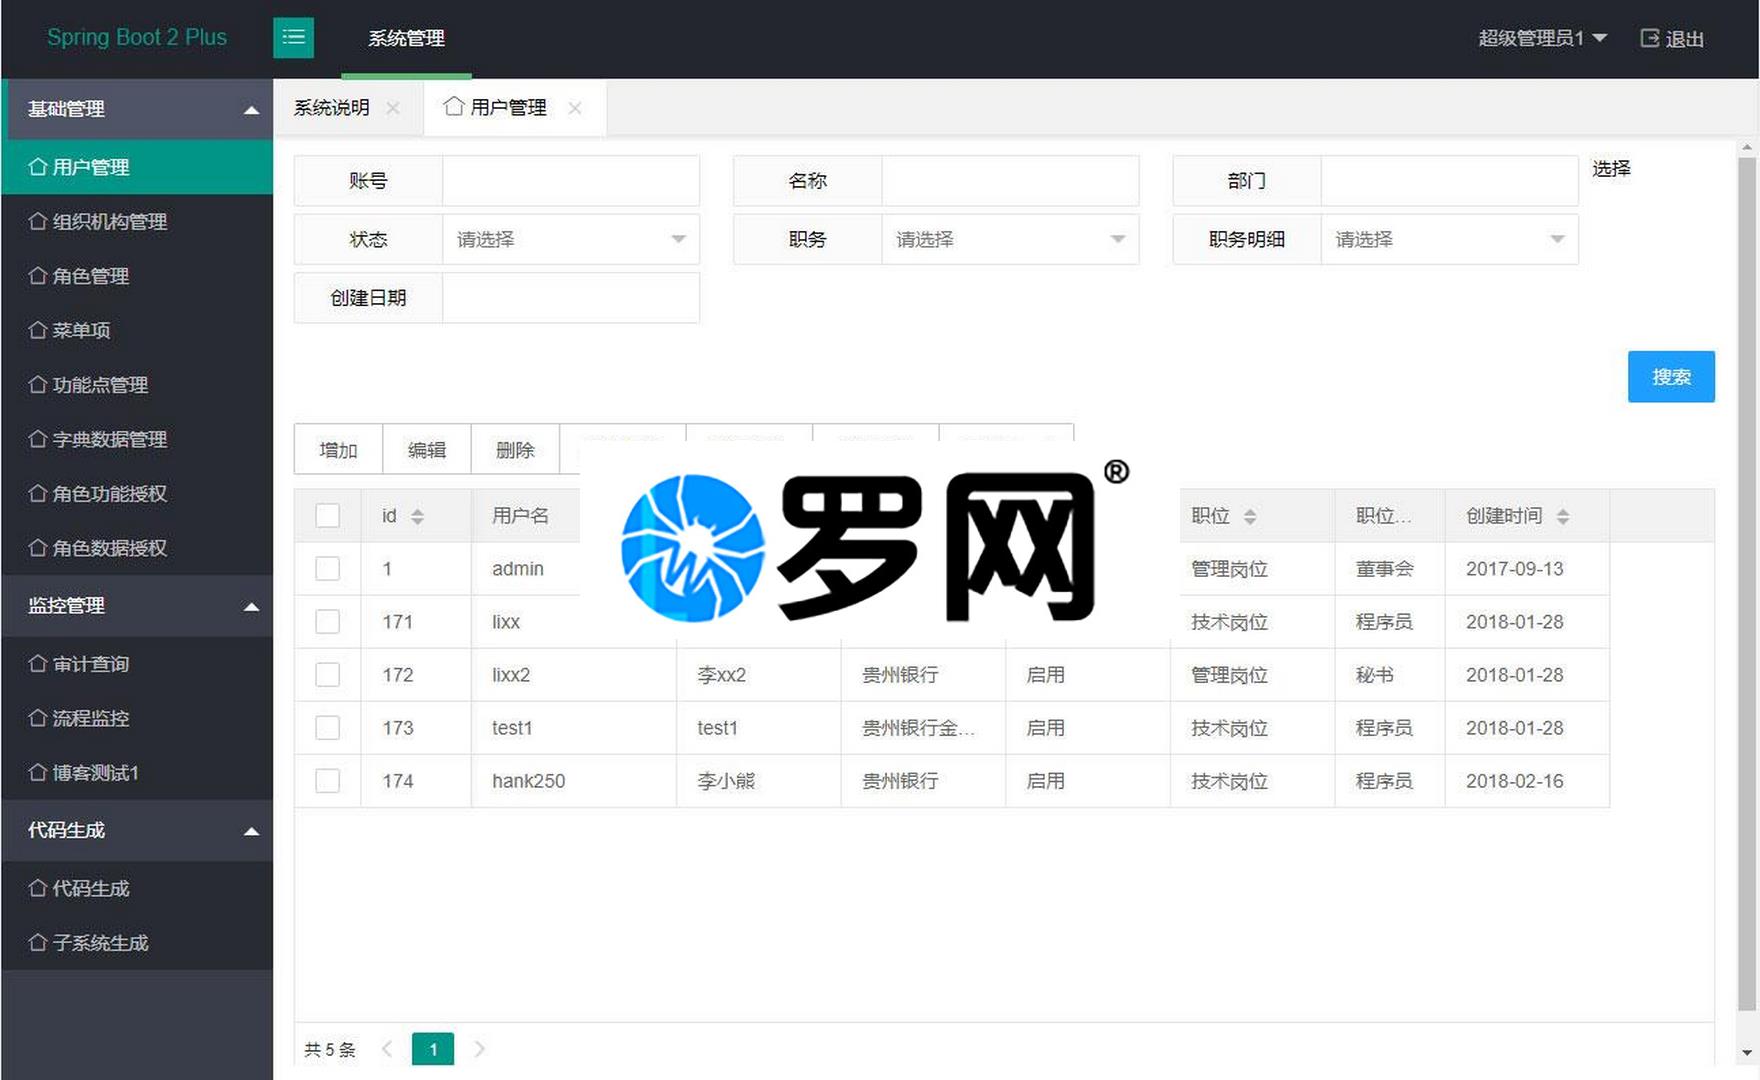 Spring Boot 2 Plus
系统管理
超级管理员1
退出
基础管理
用户管理
组织机构管理
角色管理
菜单项
功能点管理
字典数据管理
角色功能授权
角色数据授权
监控管理
审计查询
流程监控
博客测试1
代码生成
代码生成
子系统生成
系统说明
用户管理
账号
名称
部门
选择
状态 请选择
职务 请选择
职务明细 请选择
创建日期
搜索
增加 编辑 删除
罗网®
id 用户名 职位 职位... 创建时间
1 admin 管理岗位 董事会 2017-09-13
171 lixx 技术岗位 程序员 2018-01-28
172 lixx2 李xx2 贵州银行 启用 管理岗位 秘书 2018-01-28
173 test1 test1 贵州银行金... 启用 技术岗位 程序员 2018-01-28
174 hank250 李小熊 贵州银行 启用 技术岗位 程序员 2018-02-16
共 5 条 1